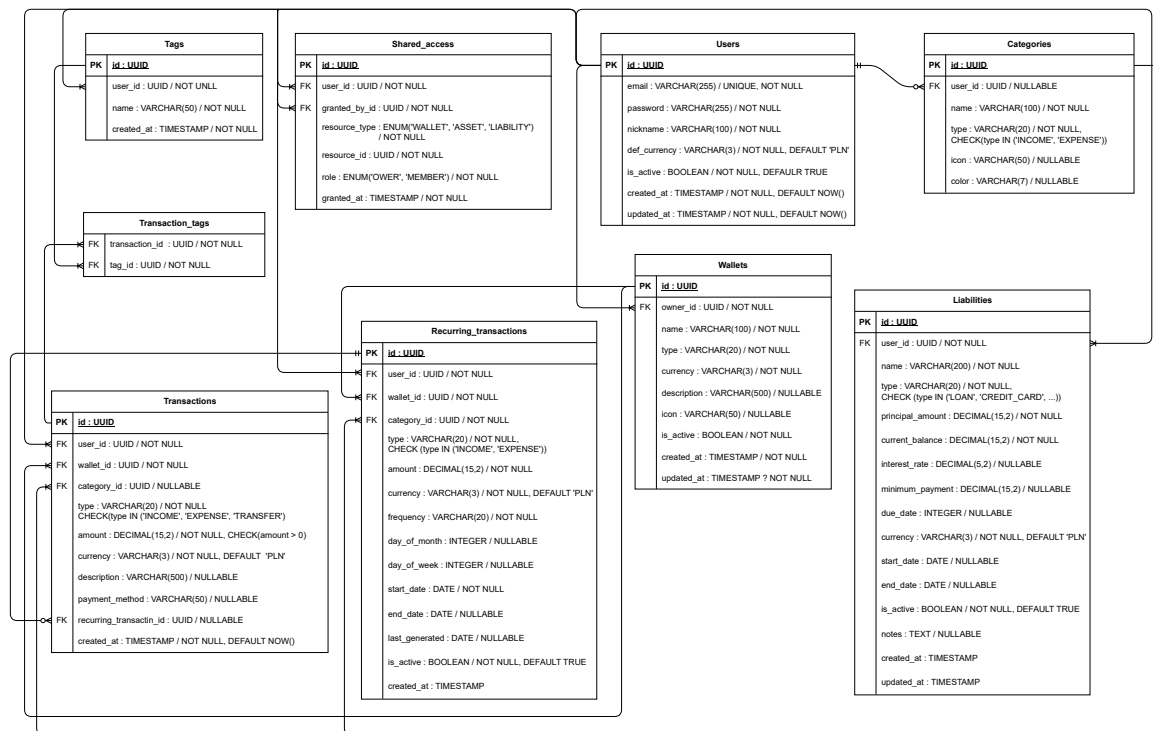 Tags
PK id : UUID
user_id : UUID / NOT UNLL
name : VARCHAR(50) / NOT NULL
created_at : TIMESTAMP / NOT NULL
Shared_access
PK id : UUID
FK user_id : UUID / NOT NULL
FK granted_by_id : UUID / NOT NULL
resource_type : ENUM('WALLET', 'ASSET', 'LIABILITY')
/ NOT NULL
resource_id : UUID / NOT NULL
role : ENUM('OWER', 'MEMBER') / NOT NULL
granted_at : TIMESTAMP / NOT NULL
Users
PK id : UUID
email : VARCHAR(255) / UNIQUE, NOT NULL
password : VARCHAR(255) / NOT NULL
nickname : VARCHAR(100) / NOT NULL
def_currency : VARCHAR(3) / NOT NULL, DEFAULT 'PLN'
is_active : BOOLEAN / NOT NULL, DEFAULR TRUE
created_at : TIMESTAMP / NOT NULL, DEFAULT NOW()
updated_at : TIMESTAMP / NOT NULL, DEFAULT NOW()
Categories
PK id : UUID
FK user_id : UUID / NULLABLE
name : VARCHAR(100) / NOT NULL
type : VARCHAR(20) / NOT NULL,
CHECK(type IN ('INCOME', 'EXPENSE'))
icon : VARCHAR(50) / NULLABLE
color : VARCHAR(7) / NULLABLE
Transaction_tags
FK transaction_id : UUID / NOT NULL
FK tag_id : UUID / NOT NULL
Wallets
PK id : UUID
FK owner_id : UUID / NOT NULL
name : VARCHAR(100) / NOT NULL
type : VARCHAR(20) / NOT NULL
currency : VARCHAR(3) / NOT NULL
description : VARCHAR(500) / NULLABLE
icon : VARCHAR(50) / NULLABLE
is_active : BOOLEAN / NOT NULL
created_at : TIMESTAMP / NOT NULL
updated_at : TIMESTAMP ? NOT NULL
Liabilities
PK id : UUID
FK user_id : UUID / NOT NULL
name : VARCHAR(200) / NOT NULL
type : VARCHAR(20) / NOT NULL,
CHECK (type IN ('LOAN', 'CREDIT_CARD', ...))
principal_amount : DECIMAL(15,2) / NOT NULL
current_balance : DECIMAL(15,2) / NOT NULL
interest_rate : DECIMAL(5,2) / NULLABLE
minimum_payment : DECIMAL(15,2) / NULLABLE
due_date : INTEGER / NULLABLE
currency : VARCHAR(3) / NOT NULL, DEFAULT 'PLN'
start_date : DATE / NULLABLE
end_date : DATE / NULLABLE
is_active : BOOLEAN / NOT NULL, DEFAULT TRUE
notes : TEXT / NULLABLE
created_at : TIMESTAMP
updated_at : TIMESTAMP
Recurring_transactions
PK id : UUID
FK user_id : UUID / NOT NULL
FK wallet_id : UUID / NOT NULL
FK category_id : UUID / NOT NULL
type : VARCHAR(20) / NOT NULL,
CHECK (type IN ('INCOME', 'EXPENSE'))
amount : DECIMAL(15,2) / NOT NULL
currency : VARCHAR(3) / NOT NULL, DEFAULT 'PLN'
frequency : VARCHAR(20) / NOT NULL
day_of_month : INTEGER / NULLABLE
day_of_week : INTEGER / NULLABLE
start_date : DATE / NOT NULL
end_date : DATE / NULLABLE
last_generated : DATE / NULLABLE
is_active : BOOLEAN / NOT NULL, DEFAULT TRUE
created_at : TIMESTAMP
Transactions
PK id : UUID
FK user_id : UUID / NOT NULL
FK wallet_id : UUID / NOT NULL
FK category_id : UUID / NULLABLE
type : VARCHAR(20) / NOT NULL
CHECK(type IN ('INCOME', 'EXPENSE', 'TRANSFER')
amount : DECIMAL(15,2) / NOT NULL, CHECK(amount > 0)
currency : VARCHAR(3) / NOT NULL, DEFAULT 'PLN'
description : VARCHAR(500) / NULLABLE
payment_method : VARCHAR(50) / NULLABLE
FK recurring_transactin_id : UUID / NULLABLE
created_at : TIMESTAMP / NOT NULL, DEFAULT NOW()